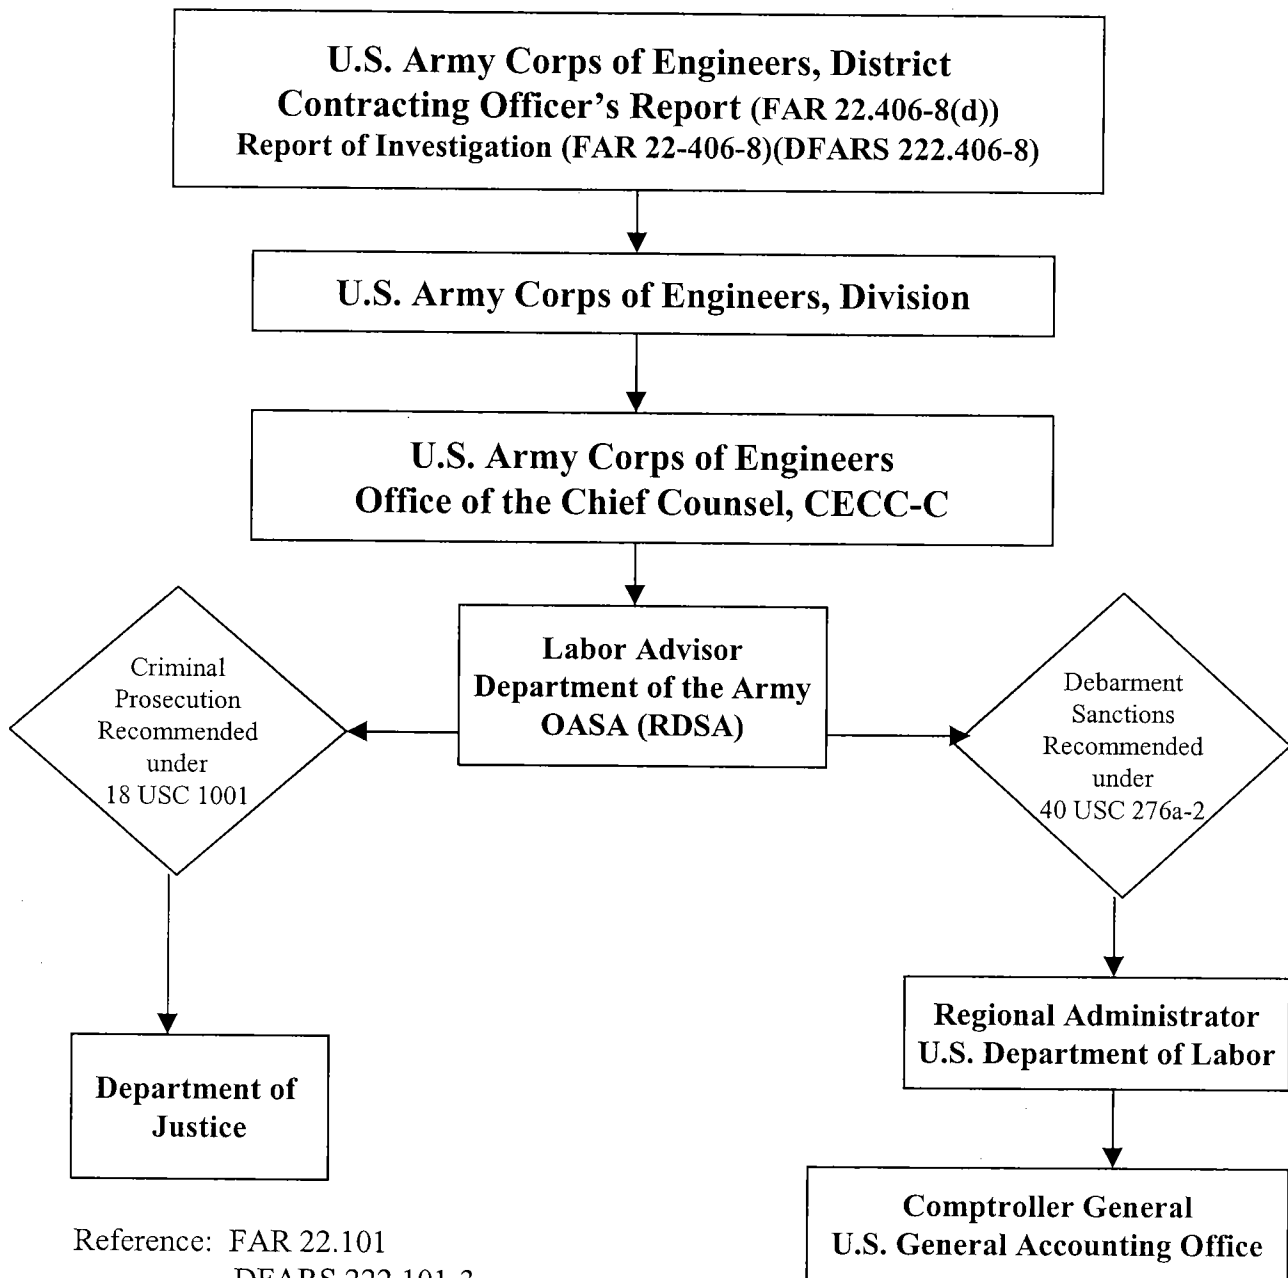 U.S. Army Corps of Engineers, District
Contracting Officer's Report (FAR 22.406-8(d))
Report of Investigation (FAR 22-406-8)(DFARS 222.406-8)
U.S. Army Corps of Engineers, Division
U.S. Army Corps of Engineers
Office of the Chief Counsel, CECC-C
Labor Advisor
Department of the Army
OASA (RDSA)
Criminal
Prosecution
Recommended
under
18 USC 1001
Debarment
Sanctions
Recommended
under
40 USC 276a-2
Department of
Justice
Regional Administrator
U.S. Department of Labor
Comptroller General
U.S. General Accounting Office
Reference: FAR 22.101
DFARS 222.101-3